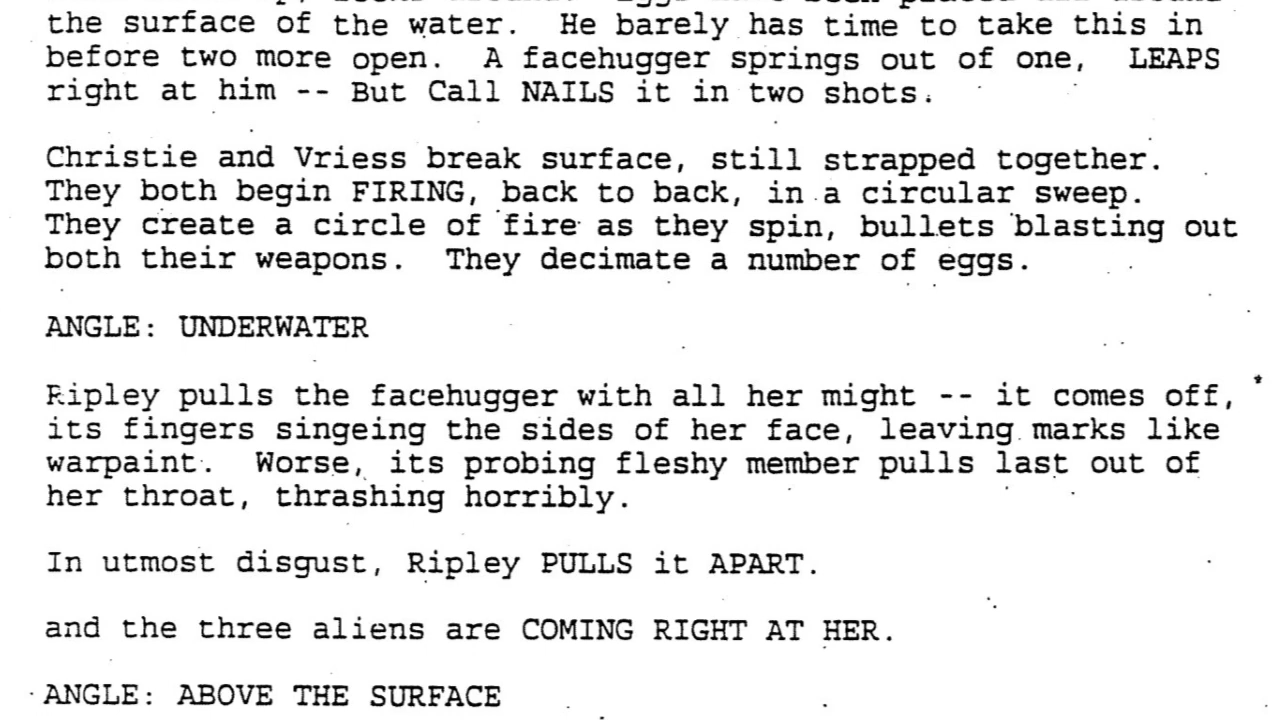 the surface of the water. He barely has time to take this in
before two more open. A facehugger springs out of one, LEAPS
right at him -- But Call NAILS it in two shots.
Christie and Vriess break surface, still strapped together.
They both begin FIRING, back to back, in a circular sweep.
They create a circle of fire as they spin, bullets blasting out
both their weapons. They decimate a number of eggs.
ANGLE: UNDERWATER
Ripley pulls the facehugger with all her might -- it comes off, *
its fingers singeing the sides of her face, leaving marks like
warpaint. Worse, its probing fleshy member pulls last out of
her throat, thrashing horribly.
In utmost disgust, Ripley PULLS it APART.
and the three aliens are COMING RIGHT AT HER.
ANGLE: ABOVE THE SURFACE